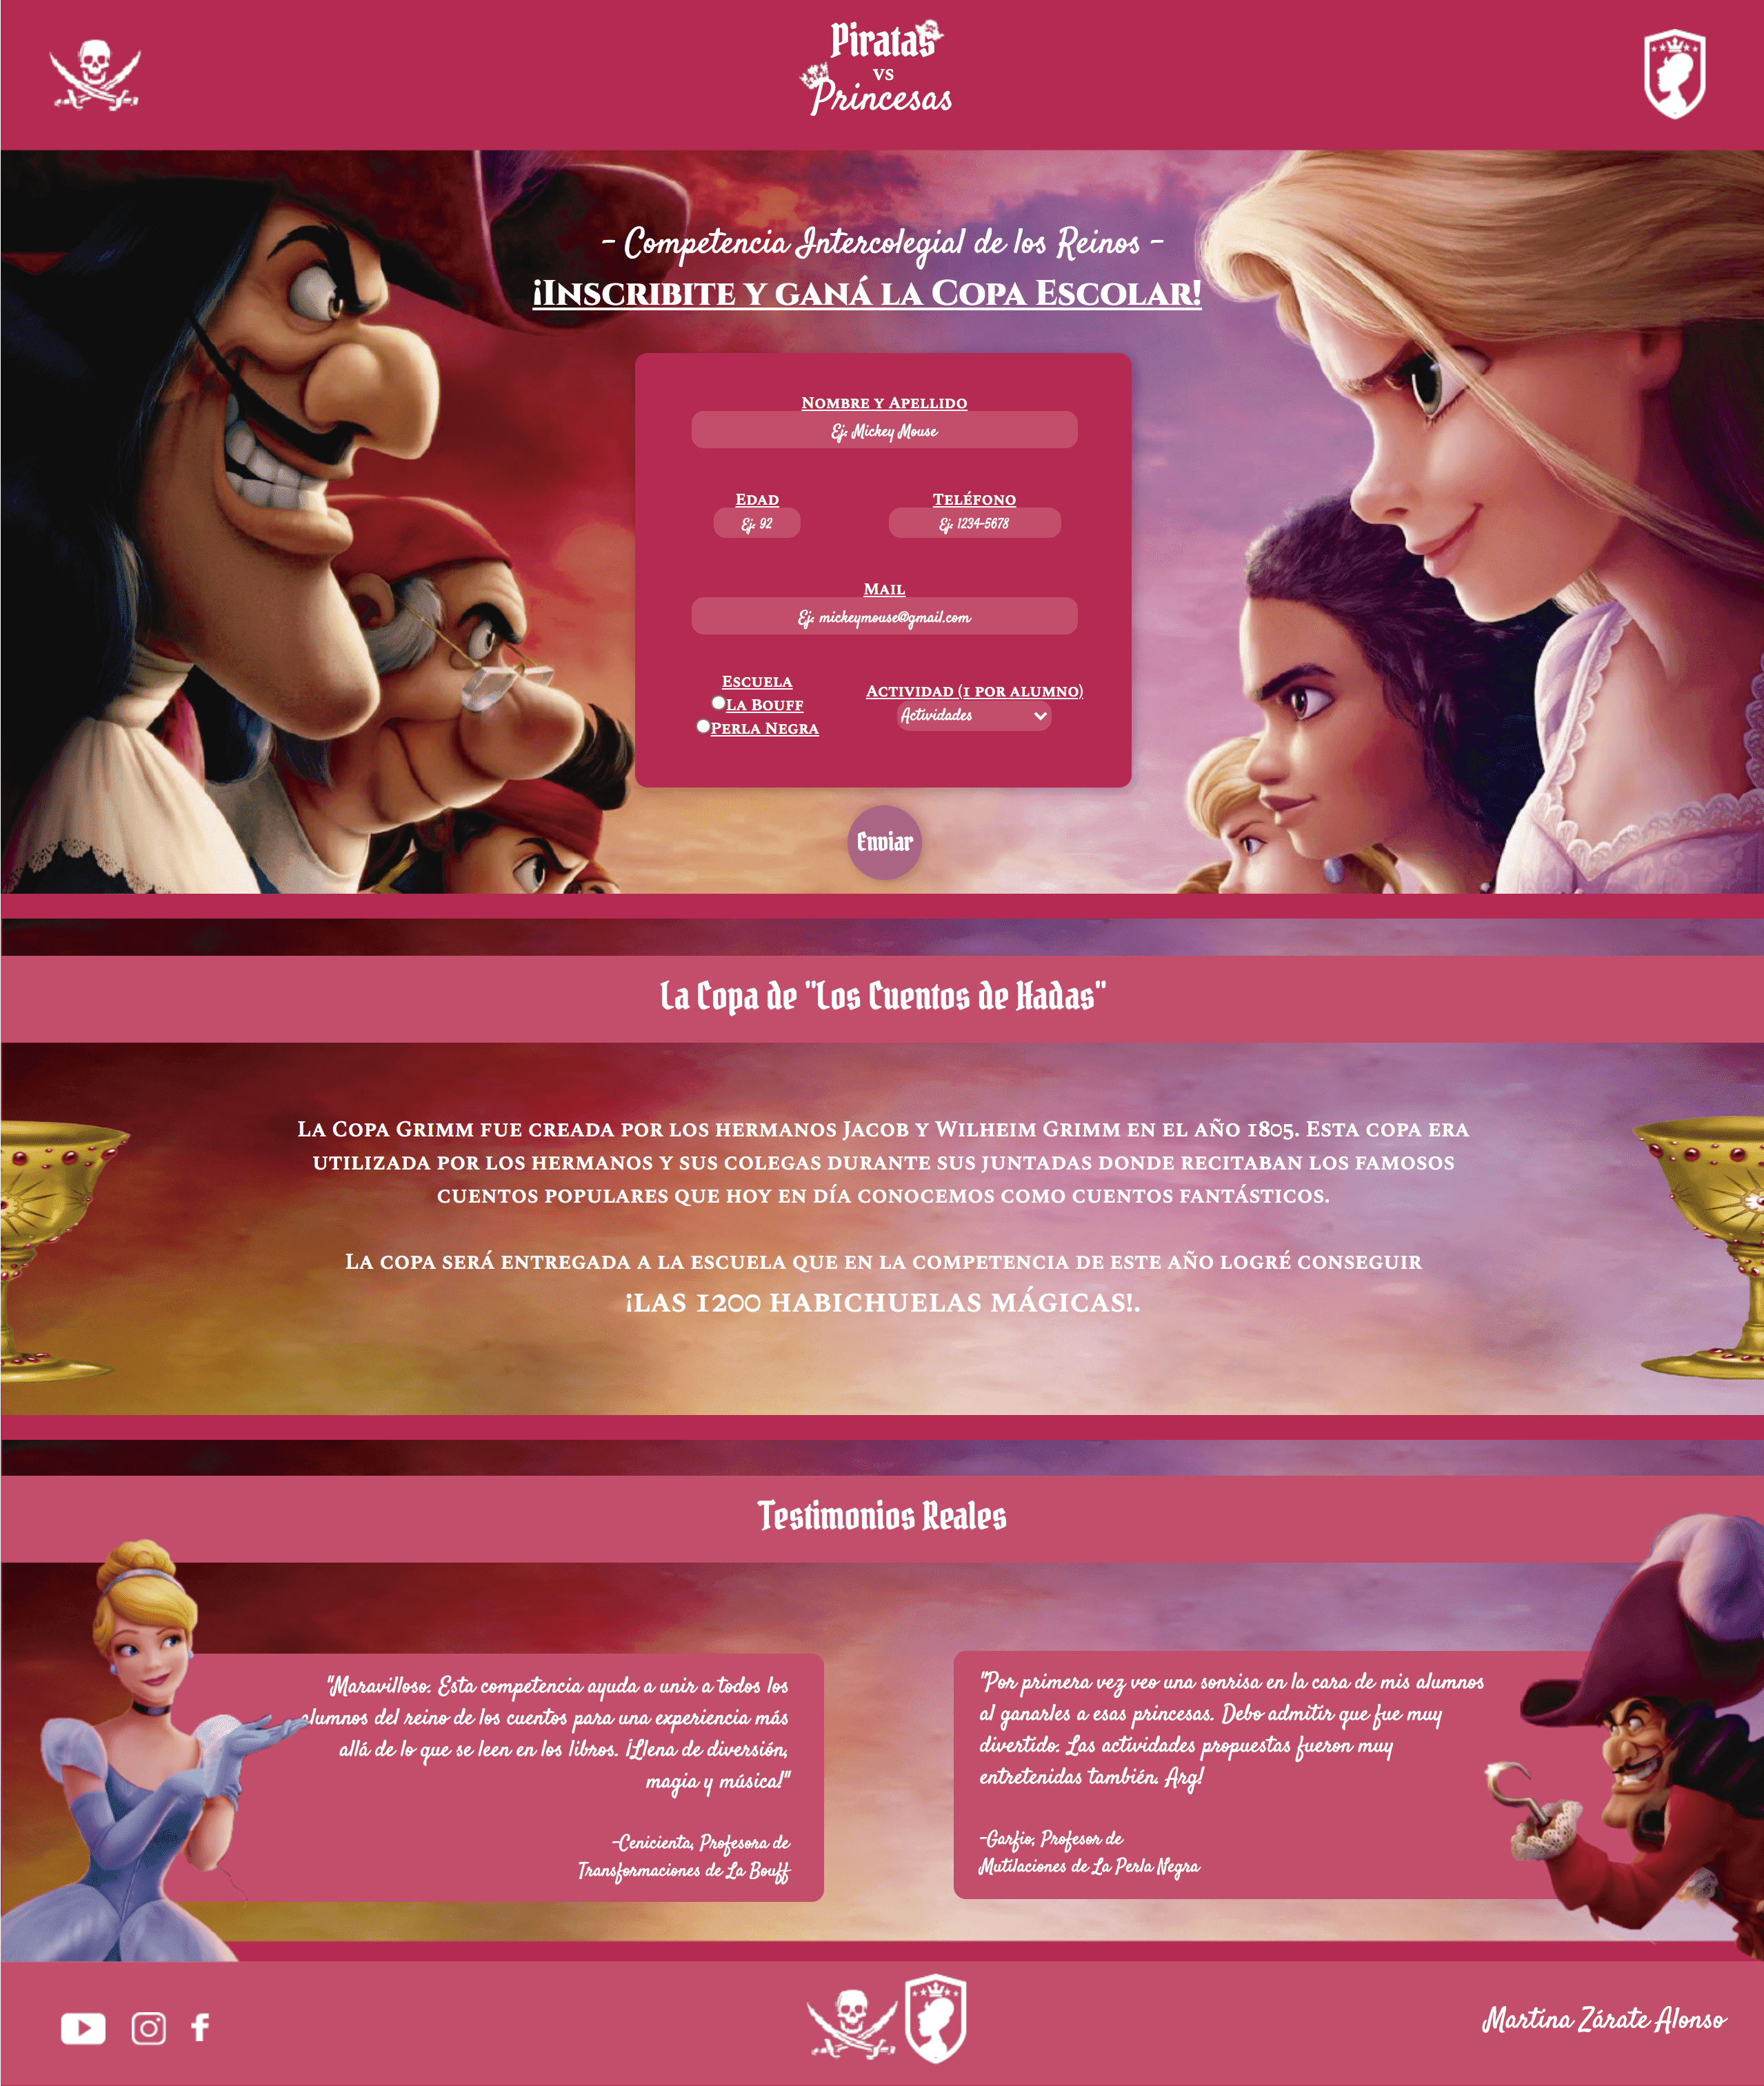 Piratas
vs
Princesas
- Competencia Intercolegial de los Reinos -
¡Inscribite y ganá la Copa Escolar!
Nombre y Apellido
Ej: Mickey Mouse
Edad
Teléfono
Ej: 92
Ej: 1234-5678
Mail
Ej: mickeymouse@gmail.com
Escuela
La Bouff
Perla Negra
Actividad (1 por alumno)
Actividades
Enviar
La Copa de "Los Cuentos de Hadas"
La Copa Grimm fue creada por los hermanos Jacob y Wilheim Grimm en el año 1805. Esta copa era
utilizada por los hermanos y sus colegas durante sus juntadas donde recitaban los famosos
cuentos populares que hoy en día conocemos como cuentos fantásticos.
La copa será entregada a la escuela que en la competencia de este año logré conseguir
¡las 1200 habichuelas mágicas!.
Testimonios Reales
"Maravilloso. Esta competencia ayuda a unir a todos los
alumnos del reino de los cuentos para una experiencia más
allá de lo que se leen en los libros. ¡Llena de diversión,
magia y música!"
-Cenicienta, Profesora de
Transformaciones de La Bouff
"Por primera vez veo una sonrisa en la cara de mis alumnos
al ganarles a esas princesas. Debo admitir que fue muy
divertido. Las actividades propuestas fueron muy
entretenidas también. Arg!
-Garfio, Profesor de
Mutilaciones de La Perla Negra
Martina Zárate Alonso